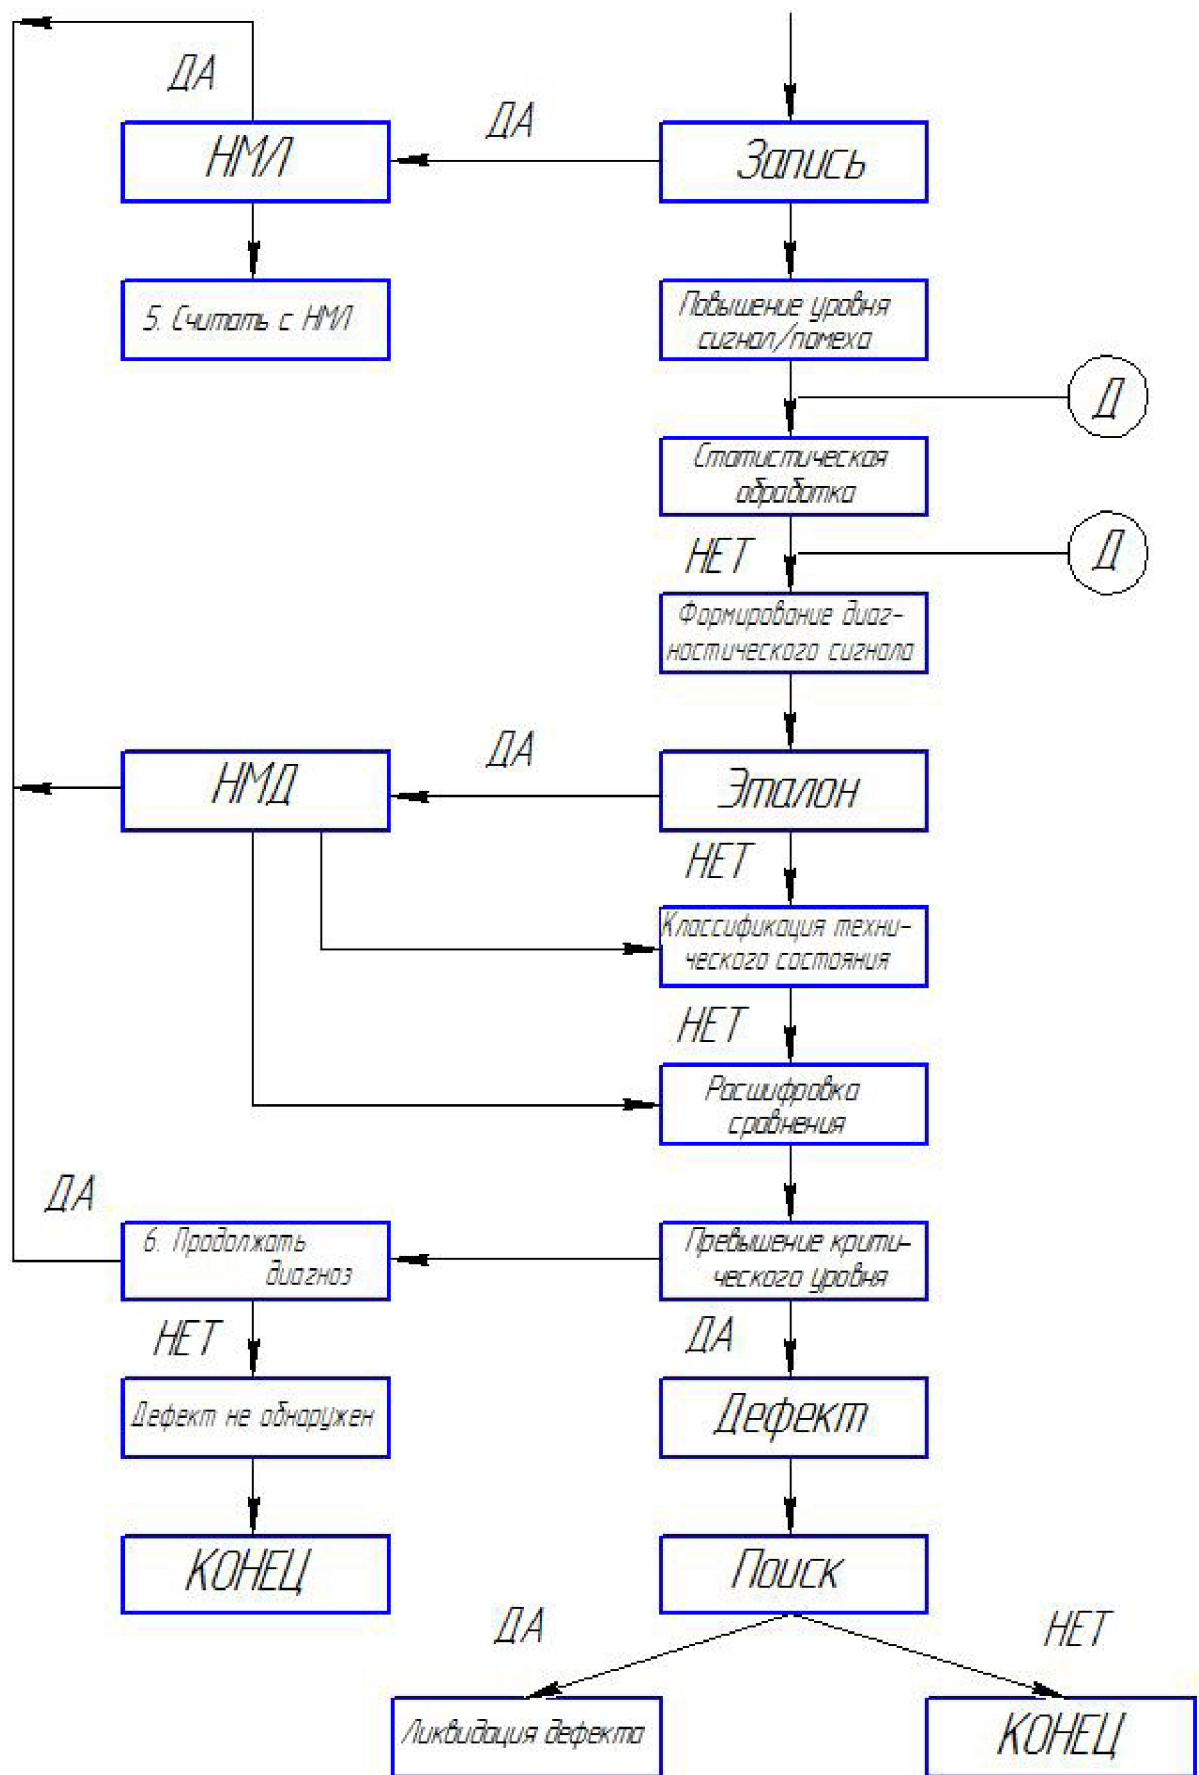 ДА
ДА
НМЛ
Запись
5. Считать с НМЛ
Повышение уровня
сигнал/помеха
Д
Статистическая
обработка
НЕТ
Д
Формирование диаг-
ностического сигнала
ДА
НМД
Эталон
НЕТ
Классификация техни-
ческого состояния
НЕТ
Расшифровка
сравнения
ДА
6. Продолжать
диагноз
Превышение крити-
ческого уровня
НЕТ
ДА
Дефект не обнаружен
Дефект
КОНЕЦ
Поиск
ДА
НЕТ
Ликвидация дефекта
КОНЕЦ